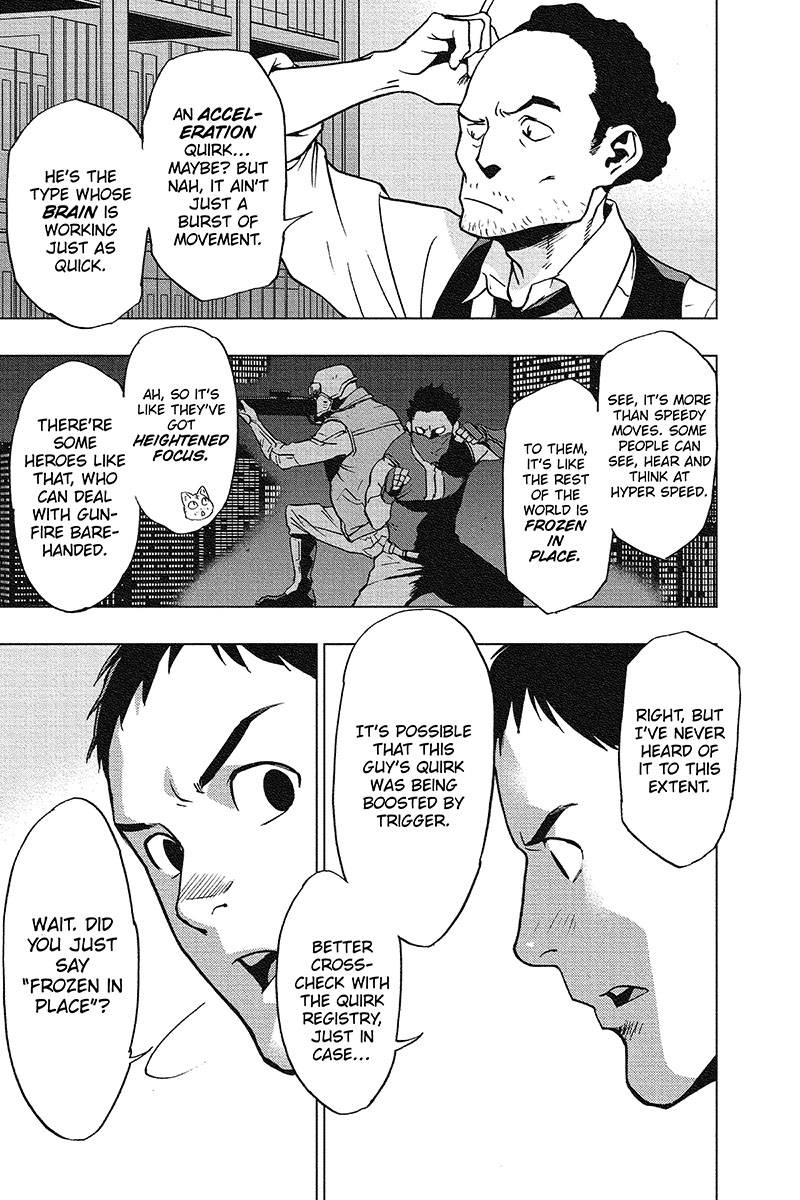 AN ACCEL-
ERATION
QUIRK...
MAYBE? BUT
NAH, IT AIN'T
JUST A
BURST OF
MOVEMENT.
HE'S THE
TYPE WHOSE
BRAIN IS
WORKING
JUST AS
QUICK.
SEE, IT'S MORE
THAN SPEEDY
MOVES. SOME
PEOPLE CAN
SEE, HEAR AND
THINK AT
HYPER SPEED.
TO THEM,
IT'S LIKE
THE REST
OF THE
WORLD IS
FROZEN
IN
PLACE.
AH, SO IT'S
LIKE THEY'VE
GOT
HEIGHTENED
FOCUS.
THERE'RE
SOME
HEROES LIKE
THAT, WHO
CAN DEAL
WITH GUN-
FIRE BARE-
HANDED.
RIGHT, BUT
I'VE NEVER
HEARD OF
IT TO THIS
EXTENT.
IT'S POSSIBLE
THAT THIS
GUY'S QUIRK
WAS BEING
BOOSTED BY
TRIGGER.
BETTER
CROSS-
CHECK WITH
THE QUIRK
REGISTRY,
JUST IN
CASE...
WAIT. DID
YOU JUST
SAY
"FROZEN IN
PLACE"?